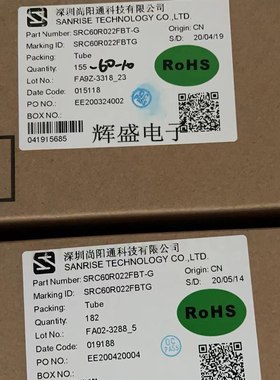 深圳尚阳通科技有限公司
SANRISE TECHNOLOGY CO.,LTD.
Part Number: SRC60R022FBT-G
Origin: CN
Marking ID: SRC60R022FBTG
S/D: 20/04/19
Packing: Tube
Quantity: 155 -60-10
RoHS
Lot No.: FA9Z-3318_23
Date Code: 015118
PO NO.: EE200324002
BOX NO.:
041915685
辉盛电子
深圳尚阳通科技有限公司
SANRISE TECHNOLOGY CO.,LTD.
Part Number: SRC60R022FBT-G
Origin: CN
Marking ID: SRC60R022FBTG
S/D: 20/05/14
Packing: Tube
Quantity: 182
RoHS
Lot No.: FA02-3288_5
Date Code: 019188
PO NO.: EE200420004
BOX NO.: